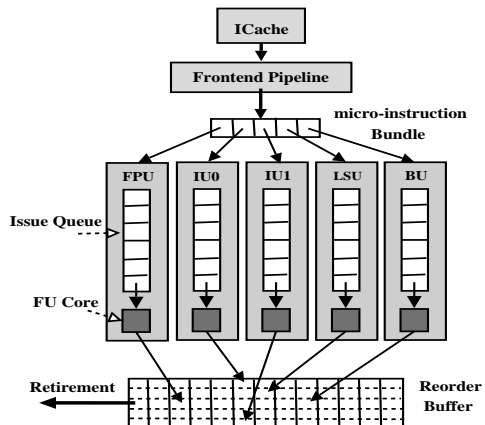 ICache
Frontend Pipeline
micro-instruction
Bundle
FPU
IU0
IU1
LSU
BU
Issue Queue
FU Core
Retirement
Reorder
Buffer